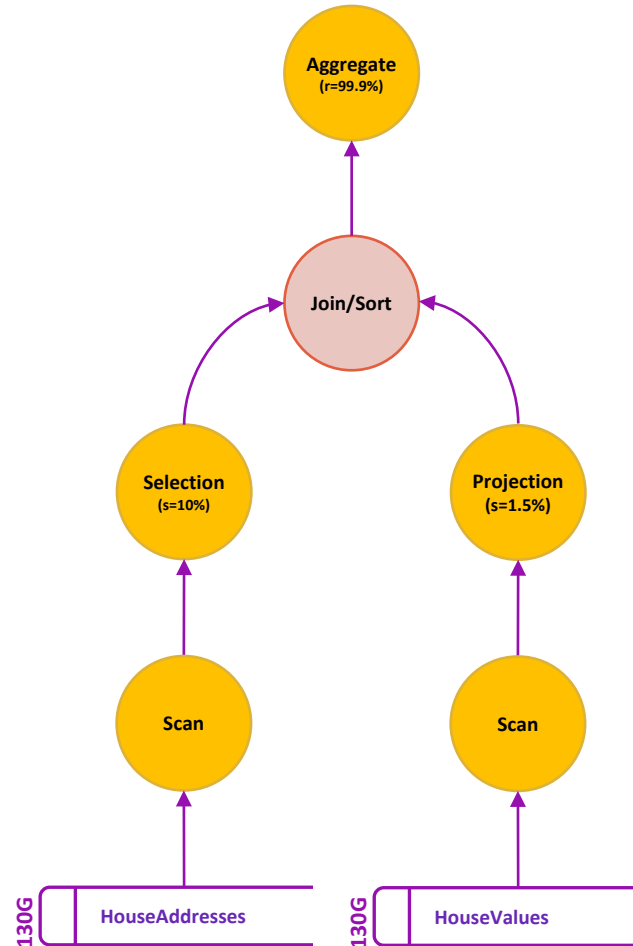 Aggregate
(r=99.9%)
Join/Sort
Selection
(s=10%)
Projection
(s=1.5%)
Scan
Scan
130G
HouseAddresses
130G
HouseValues